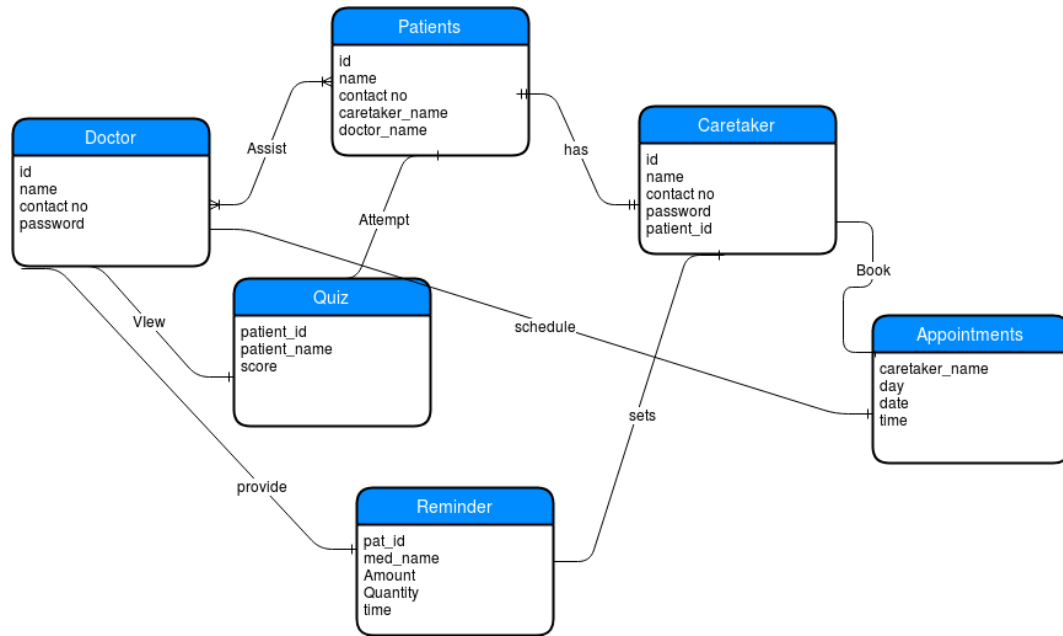 Patients
id
name
contact no
caretaker_name
doctor_name
Doctor
id
name
contact no
password
Assist
has
Caretaker
id
name
contact no
password
patient_id
Attempt
VIew
Quiz
patient_id
patient_name
score
schedule
Book
Appointments
caretaker_name
day
date
time
sets
provide
Reminder
pat_id
med_name
Amount
Quantity
time